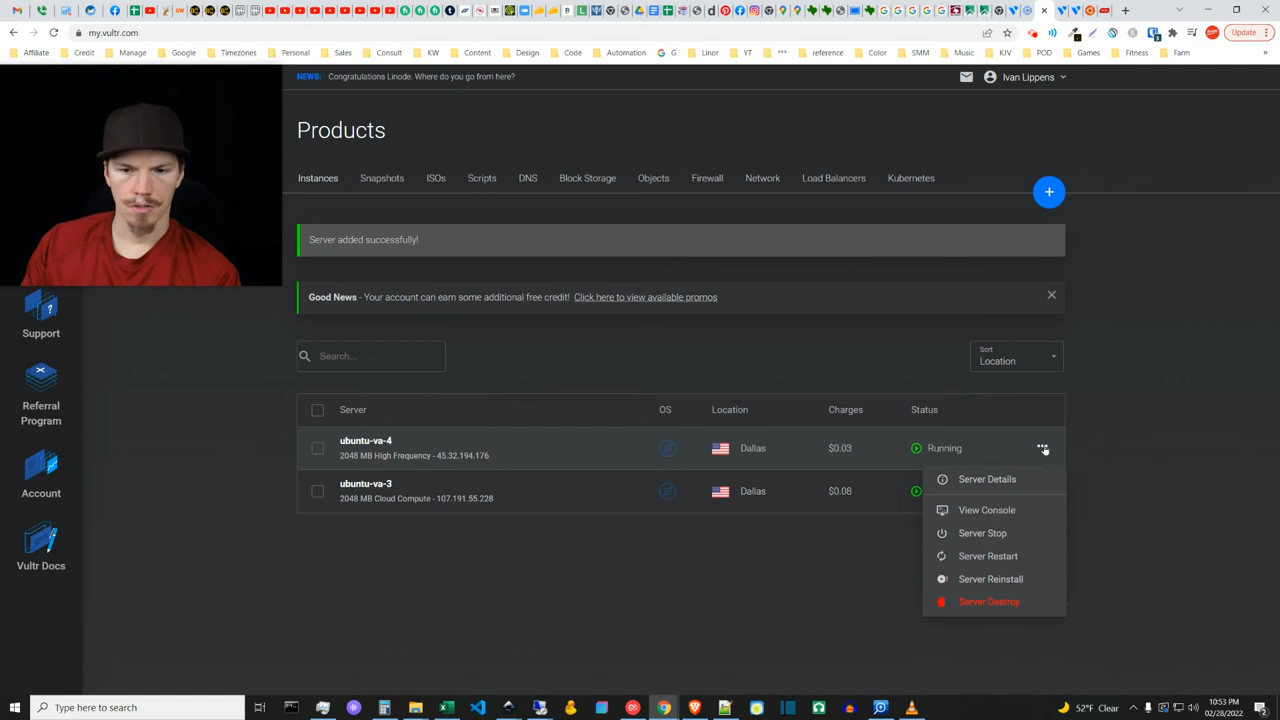 my.vultr.com
Update
Affiliate
Credit
Manage
Google
Timezones
Personal
Sales
Consult
KW
Content
Design
Code
Automation
G
Linor
YT
***
reference
Color
SMM
Music
KJV
POD
Games
Fitness
Farm
»
NEWS: Congratulations Linode. Where do you go from here?
Ivan Lippens
Products
Instances
Snapshots
ISOs
Scripts
DNS
Block Storage
Objects
Firewall
Network
Load Balancers
Kubernetes
+
Server added successfully!
Good News - Your account can earn some additional free credit! Click here to view available promos
Search...
Sort
Location
Server
OS
Location
Charges
Status
ubuntu-va-4
2048 MB High Frequency - 45.32.194.176
Dallas
$0.03
Running
ubuntu-va-3
2048 MB Cloud Compute - 107.191.55.228
Dallas
$0.08
Server Details
View Console
Server Stop
Server Restart
Server Reinstall
Server Destroy
Support
Referral
Program
Account
Vultr Docs
Type here to search
52°F Clear
10:53 PM
02/28/2022